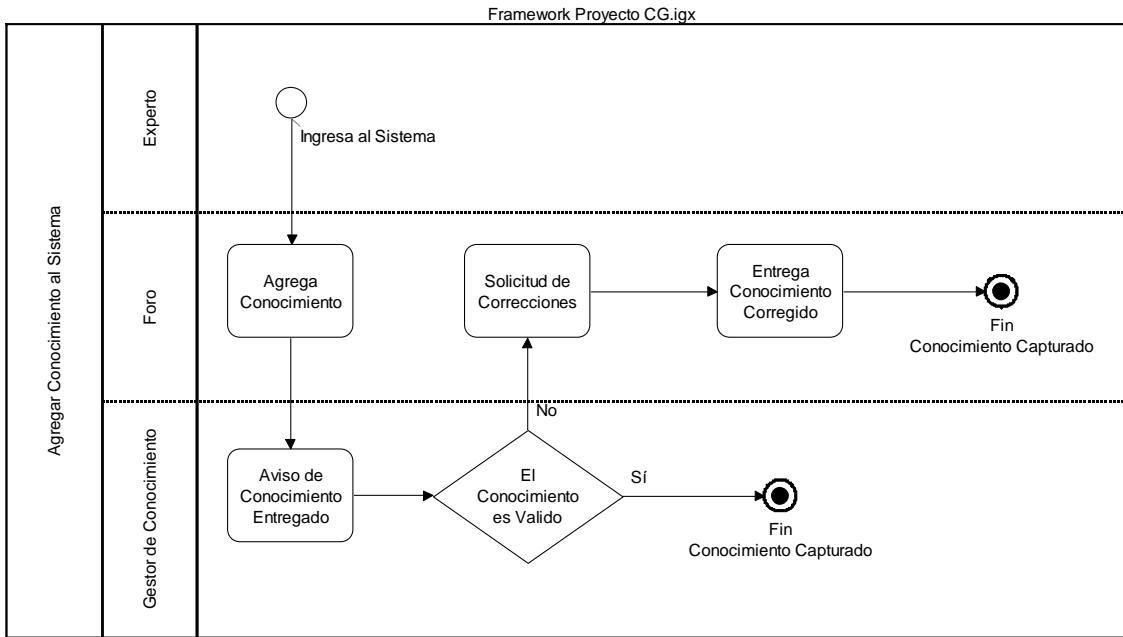 Framework Proyecto CG.igx
Agregar Conocimiento al Sistema
Experto
Ingresa al Sistema
Foro
Agrega
Conocimiento
Solicitud de
Correcciones
Entrega
Conocimiento
Corregido
Fin
Conocimiento Capturado
Gestor de Conocimiento
Aviso de
Conocimiento
Entregado
El
Conocimiento
es Valido
No
Sí
Fin
Conocimiento Capturado